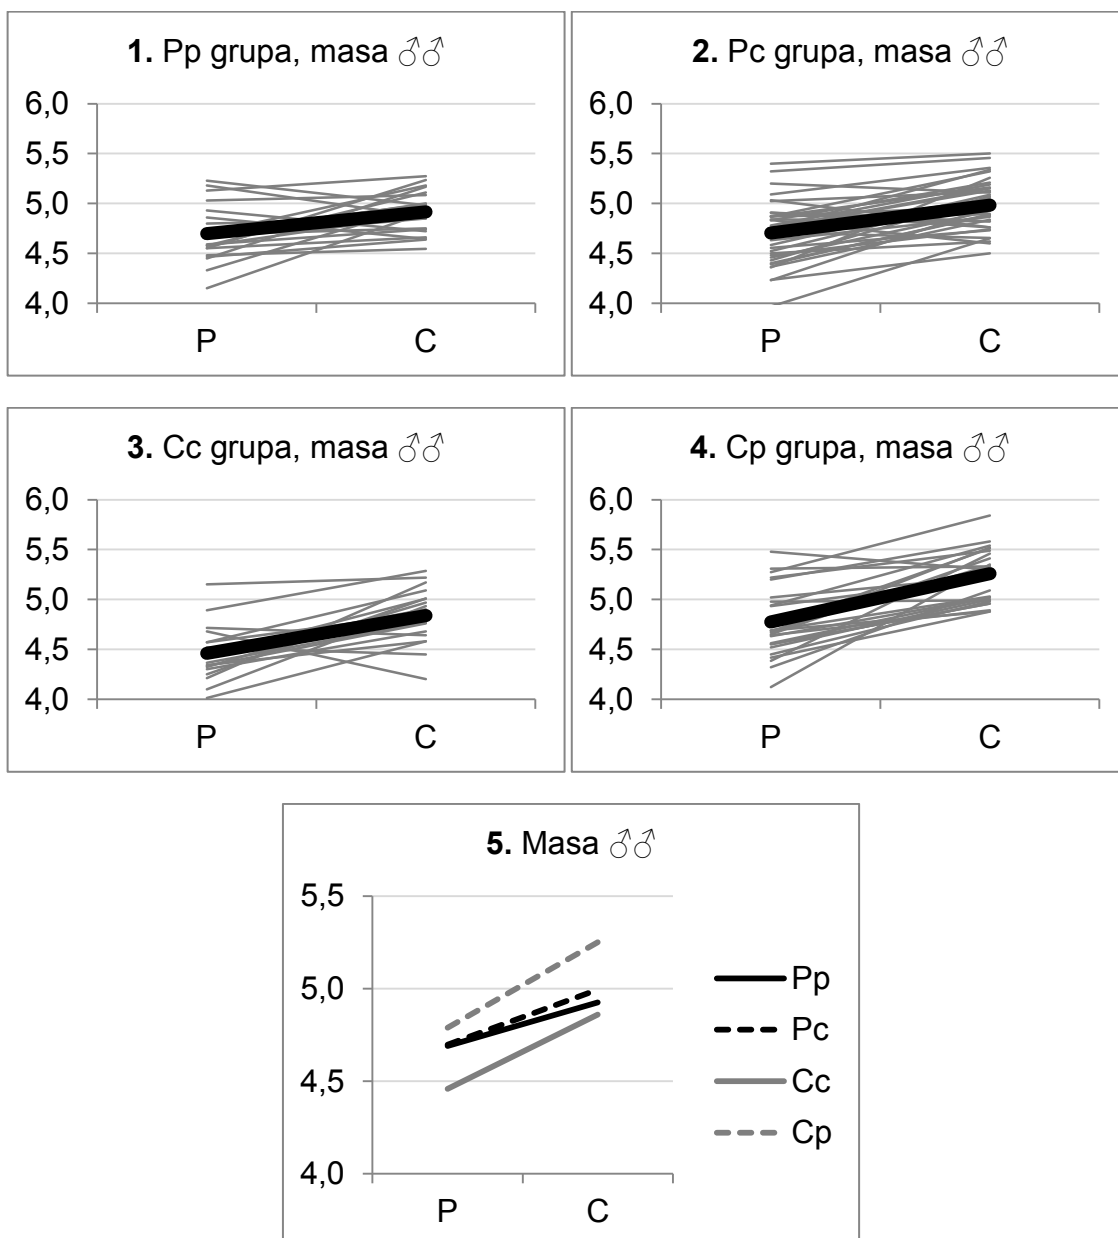 1. Pp grupa, masa ♂♂
6,0
5,5
5,0
4,5
4,0
P C
2. Pc grupa, masa ♂♂
6,0
5,5
5,0
4,5
4,0
P C
3. Cc grupa, masa ♂♂
6,0
5,5
5,0
4,5
4,0
P C
4. Cp grupa, masa ♂♂
6,0
5,5
5,0
4,5
4,0
P C
5. Masa ♂♂
5,5
5,0
4,5
4,0
P C
Pp
Pc
Cc
Cp